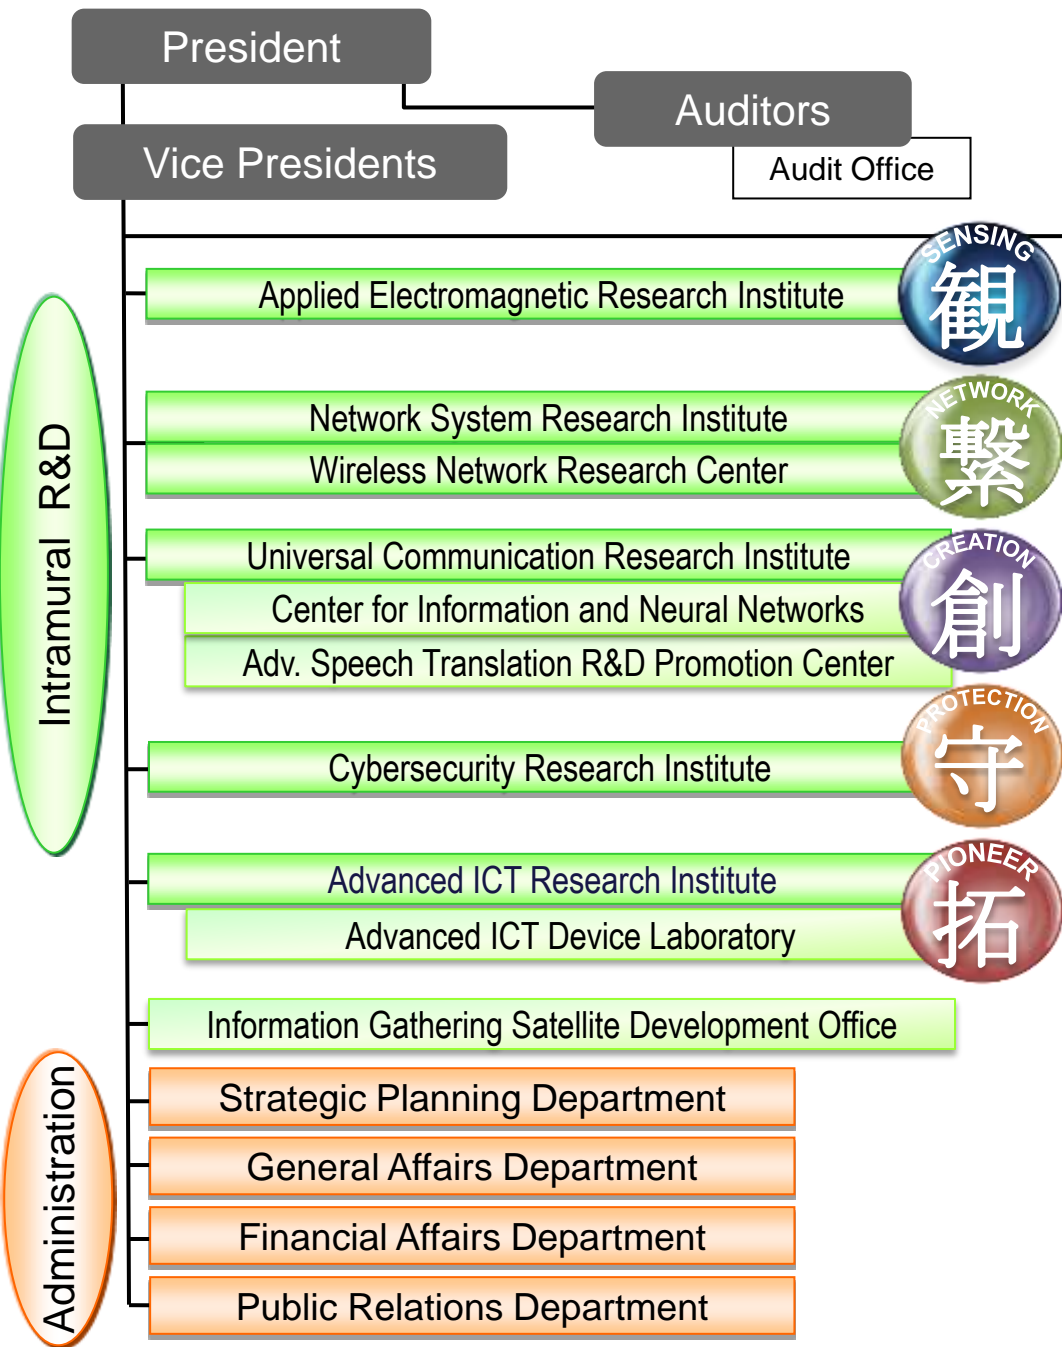 President
Auditors
Vice Presidents
Audit Office
SENSING
観
Applied Electromagnetic Research Institute
NETWORK
繋
Network System Research Institute
Wireless Network Research Center
Intramural R&D
CREATION
創
Universal Communication Research Institute
Center for Information and Neural Networks
Adv. Speech Translation R&D Promotion Center
PROTECTION
守
Cybersecurity Research Institute
PIONEER
拓
Advanced ICT Research Institute
Advanced ICT Device Laboratory
Information Gathering Satellite Development Office
Administration
Strategic Planning Department
General Affairs Department
Financial Affairs Department
Public Relations Department